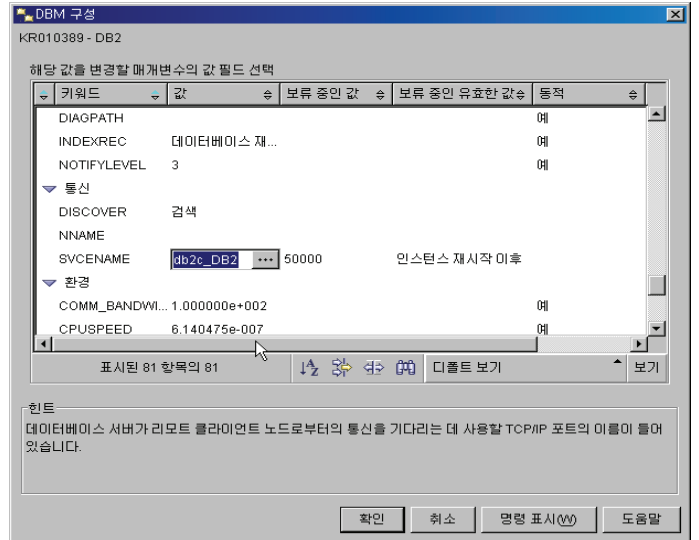 DBM 구성
KR010389 - DB2
해당 값을 변경할 매개변수의 값 필드 선택
키워드 값 보류 중인 값 보류 중인 유효한 값 동적
DIAGPATH 예
INDEXREC 데이터베이스 재... 예
NOTIFYLEVEL 3 예
통신
DISCOVER 검색
NNAME
SVCENAME db2c_DB2 ... 50000 인스턴스 재시작 이후
환경
COMM_BANDWI... 1.000000e+002 예
CPUSPEED 6.140475e-007 예
표시된 81 항목의 81 디폴트 보기 보기
힌트
데이터베이스 서버가 리모트 클라이언트 노드로부터의 통신을 기다리는 데 사용할 TCP/IP 포트의 이름이 들어
있습니다.
확인 취소 명령 표시(W) 도움말